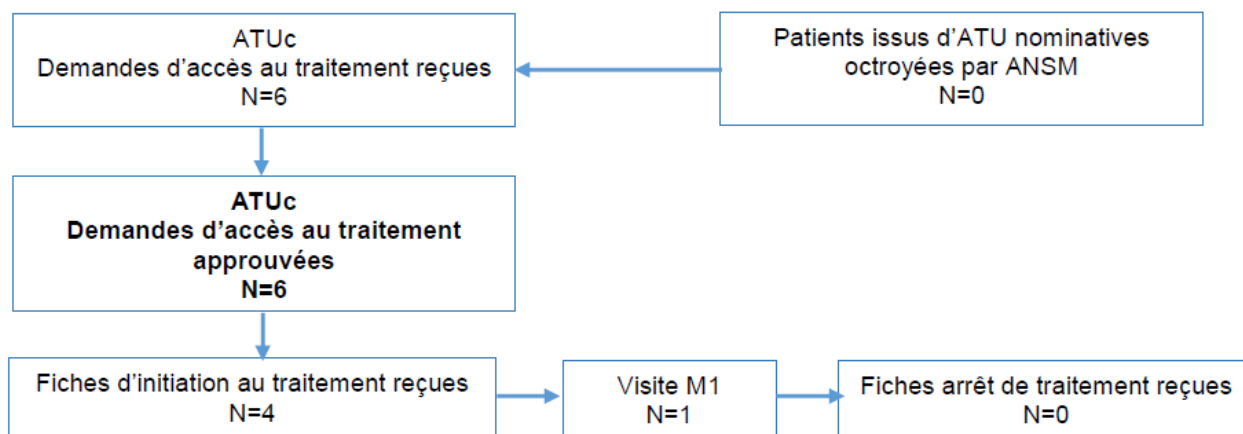 ATUc
Demandes d'accès au traitement reçues
N=6
Patients issus d'ATU nominatives
octroyées par ANSM
N=0
ATUc
Demandes d'accès au traitement
approuvées
N=6
Fiches d'initiation au traitement reçues
N=4
Visite M1
N=1
Fiches arrêt de traitement reçues
N=0